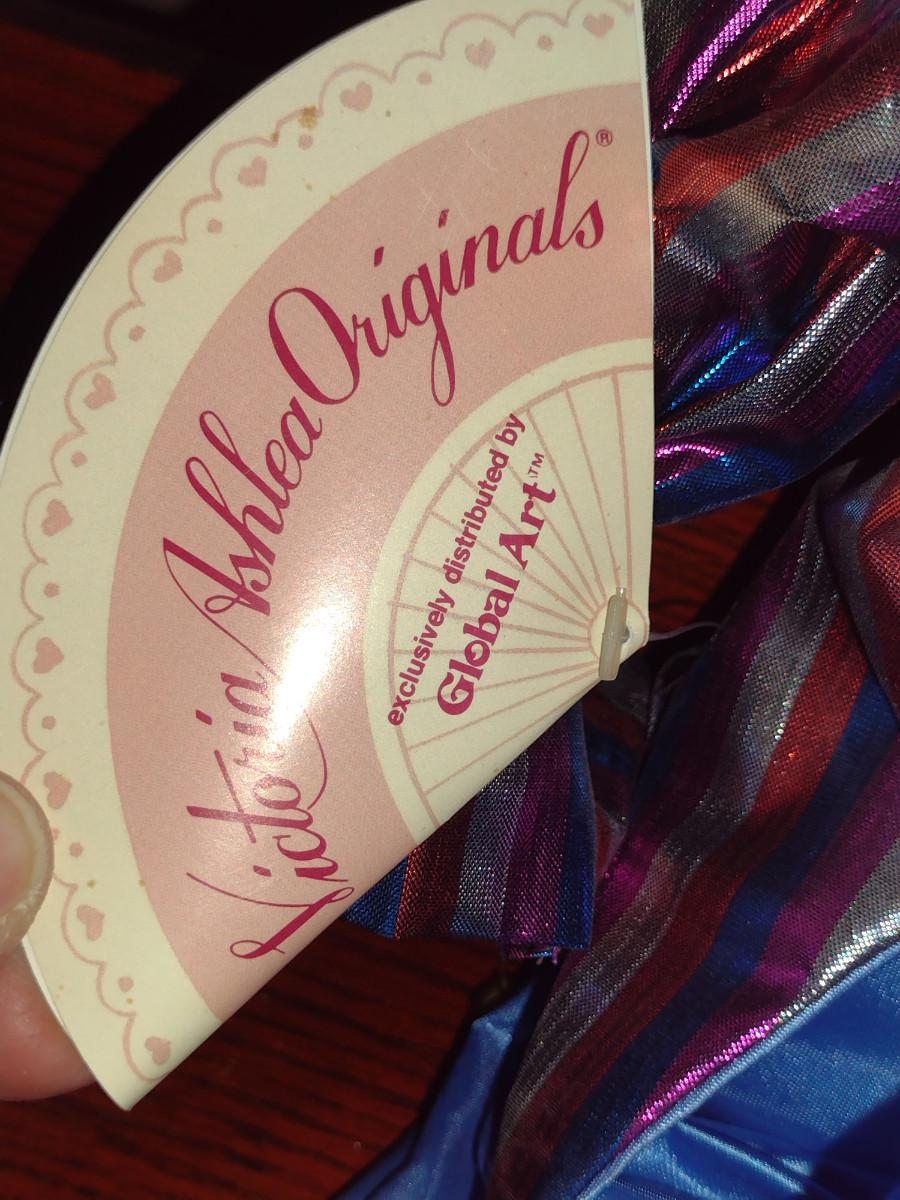 Victoria Ashlea Originals®
exclusively distributed by
Global Art™